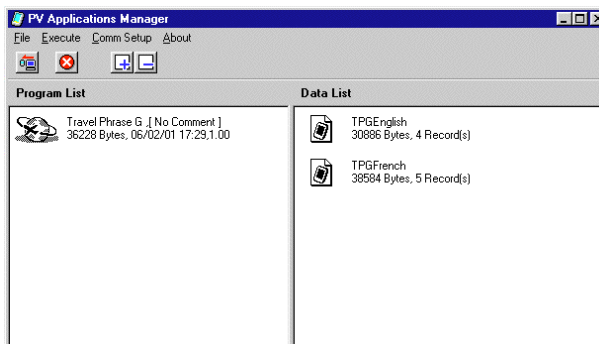 PV Applications Manager
File Execute Comm Setup About
Program List
Travel Phrase G ,[ No Comment ]
36228 Bytes, 06/02/01 17:29,1.00
Data List
TPGEnglish
30886 Bytes, 4 Record(s)
TPGFrench
38584 Bytes, 5 Record(s)